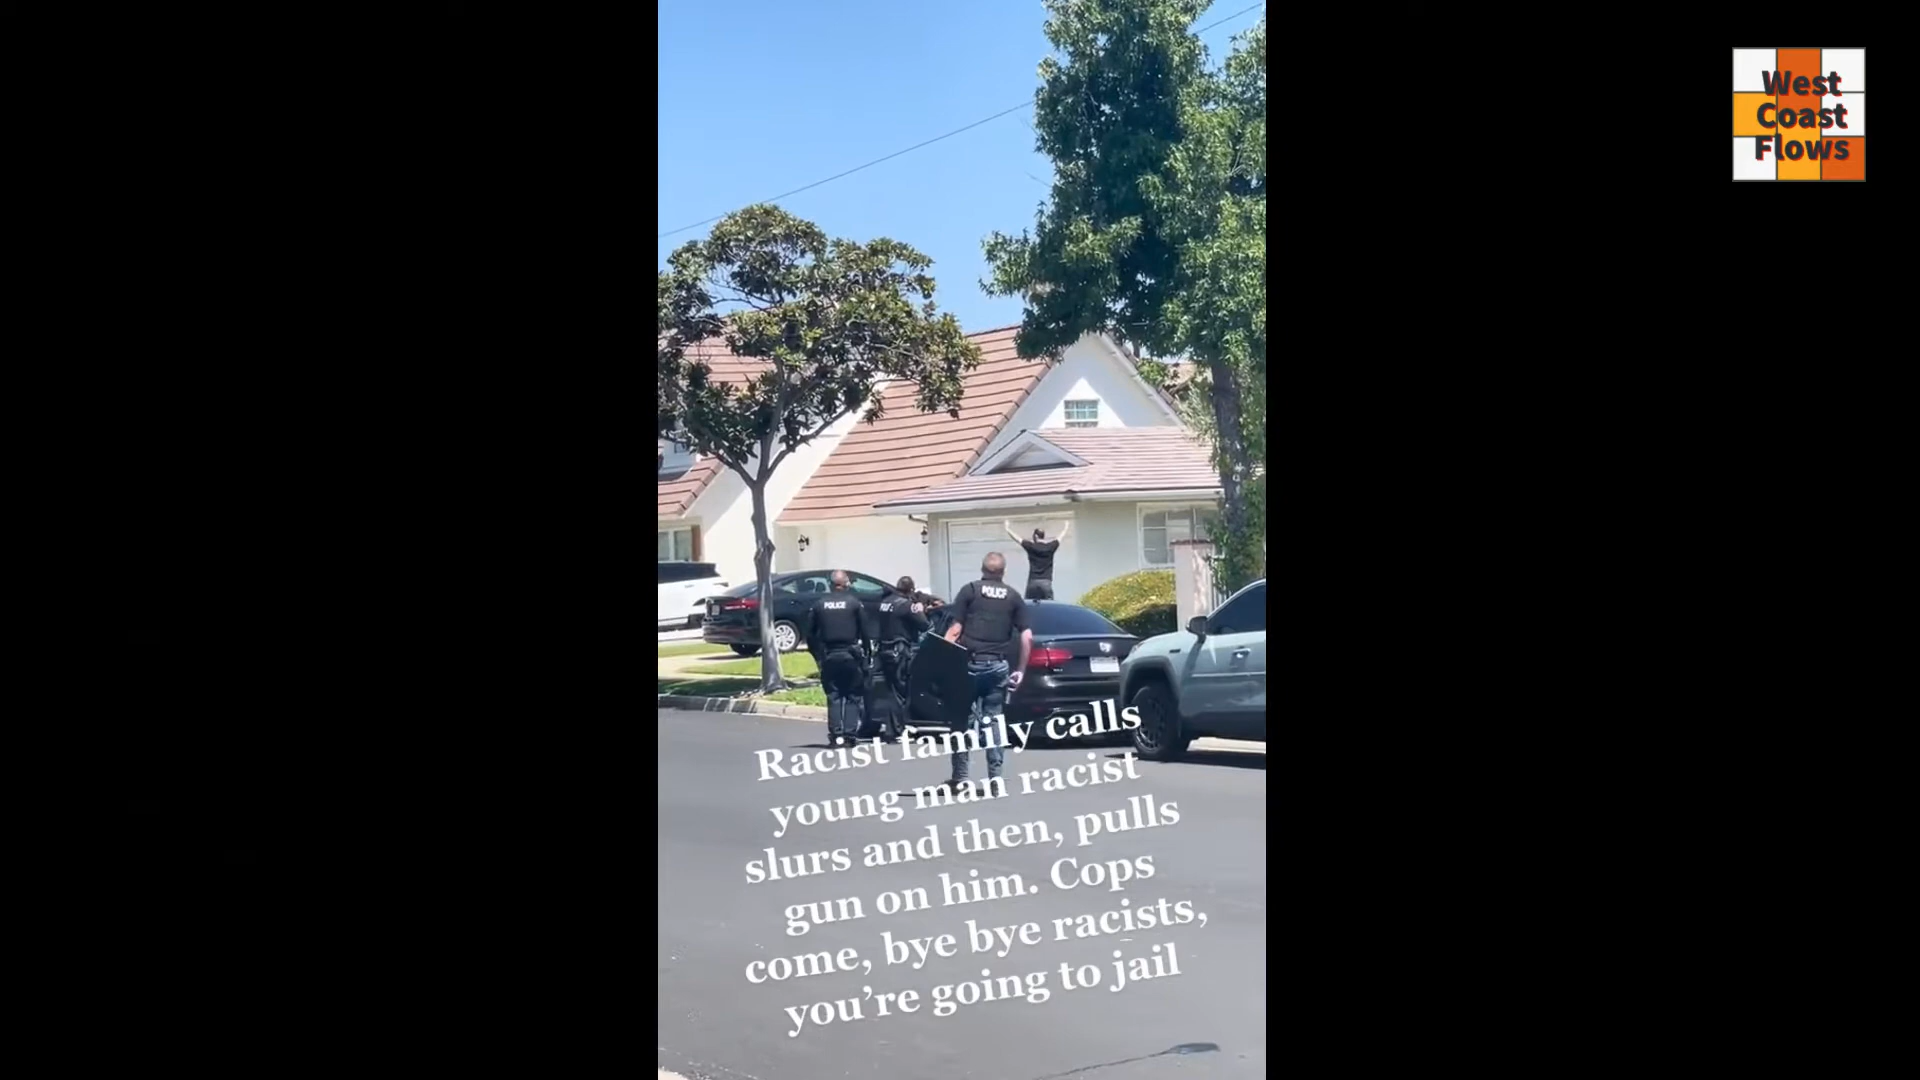 West
Coast
Flows
POLICE
POLICE
Racist family calls
young man racist
slurs and then, pulls
gun on him. Cops
come, bye bye racists,
you’re going to jail